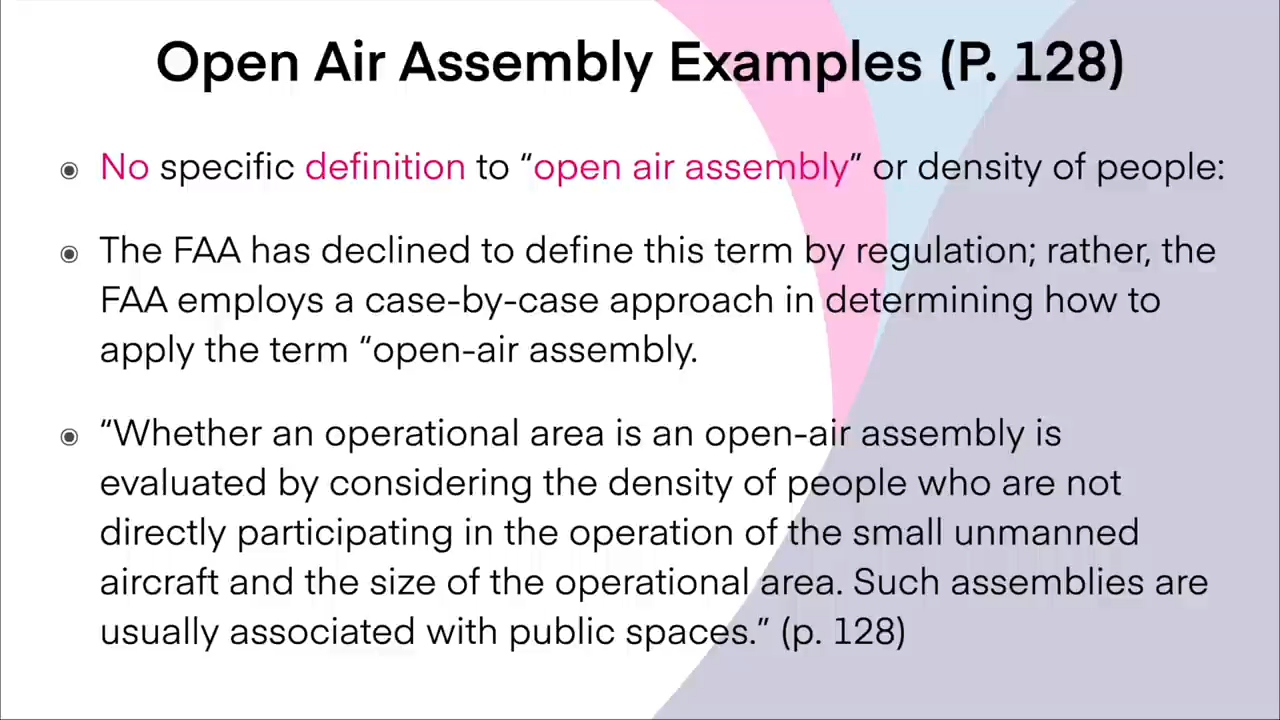 Open Air Assembly Examples (P. 128)
No specific definition to “open air assembly” or density of people:
The FAA has declined to define this term by regulation; rather, the
FAA employs a case-by-case approach in determining how to
apply the term “open-air assembly.
“Whether an operational area is an open-air assembly is
evaluated by considering the density of people who are not
directly participating in the operation of the small unmanned
aircraft and the size of the operational area. Such assemblies are
usually associated with public spaces.” (p. 128)